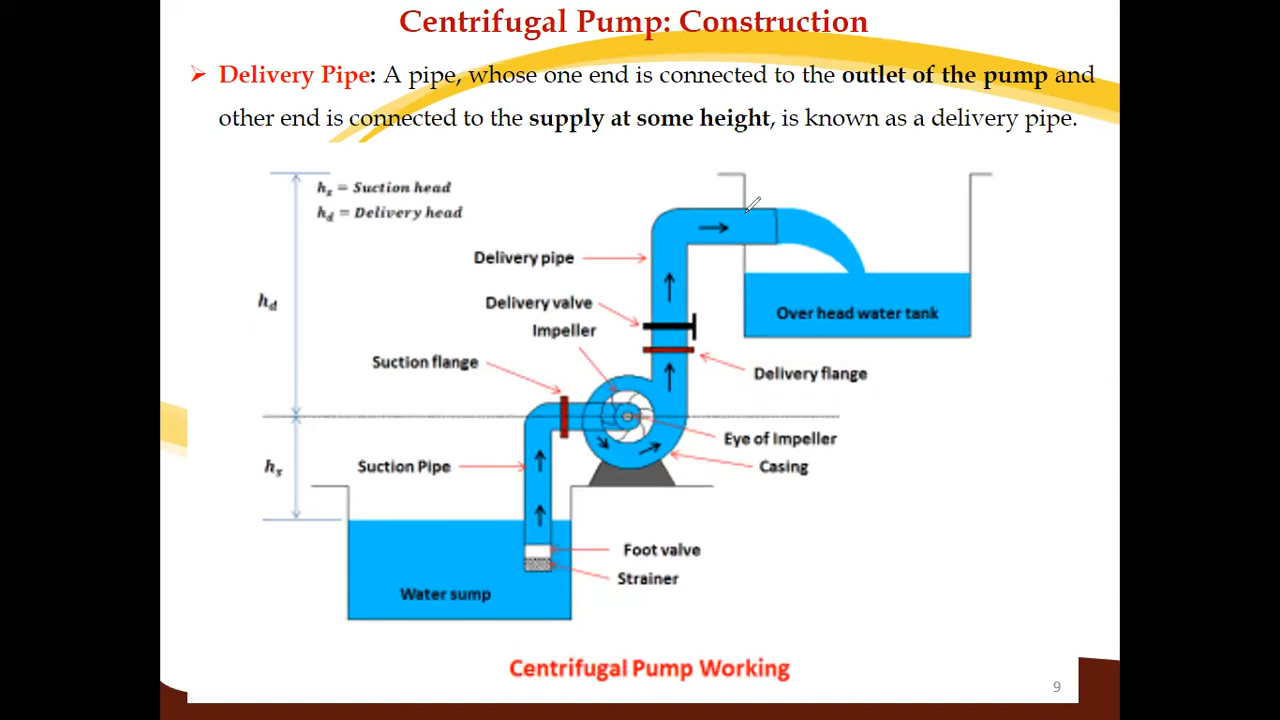 Centrifugal Pump: Construction
➢ Delivery Pipe: A pipe, whose one end is connected to the outlet of the pump and
other end is connected to the supply at some height, is known as a delivery pipe.
hs = Suction head
hd = Delivery head
Delivery pipe
hd
Delivery valve
Over head water tank
Impeller
Suction flange
Delivery flange
Eye of Impeller
hs
Suction Pipe
Casing
Foot valve
Strainer
Water sump
Centrifugal Pump Working
9